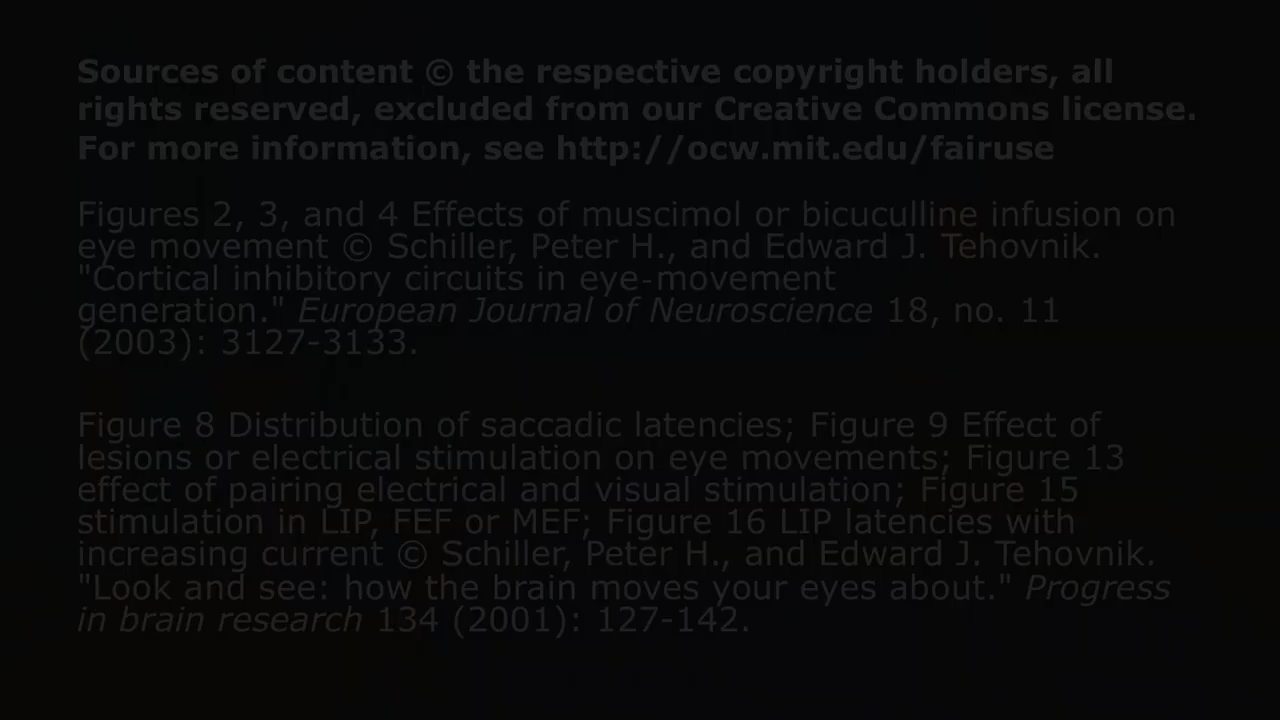 Sources of content © the respective copyright holders, all
rights reserved, excluded from our Creative Commons license.
For more information, see http://ocw.mit.edu/fairuse
Figures 2, 3, and 4 Effects of muscimol or bicuculline infusion on
eye movement © Schiller, Peter H., and Edward J. Tehovnik.
"Cortical inhibitory circuits in eye-movement
generation." European Journal of Neuroscience 18, no. 11
(2003): 3127-3133.
Figure 8 Distribution of saccadic latencies; Figure 9 Effect of
lesions or electrical stimulation on eye movements; Figure 13
effect of pairing electrical and visual stimulation; Figure 15
stimulation in LIP, FEF or MEF; Figure 16 LIP latencies with
increasing current © Schiller, Peter H., and Edward J. Tehovnik.
"Look and see: how the brain moves your eyes about." Progress
in brain research 134 (2001): 127-142.